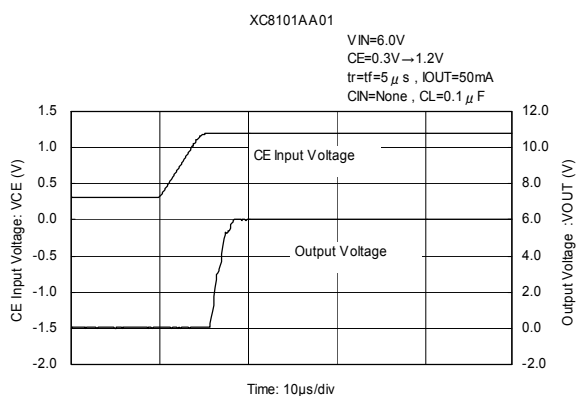 XC8101AA01
VIN=6.0V
CE=0.3V→1.2V
tr=tf=5μs , IOUT=50mA
CIN=None , CL=0.1μF
1.5
1.0
0.5
0.0
-0.5
-1.0
-1.5
-2.0
CE Input Voltage: VCE (V)
CE Input Voltage
Output Voltage
12.0
10.0
8.0
6.0
4.0
2.0
0.0
-2.0
Output Voltage :VOUT (V)
Time: 10μs/div